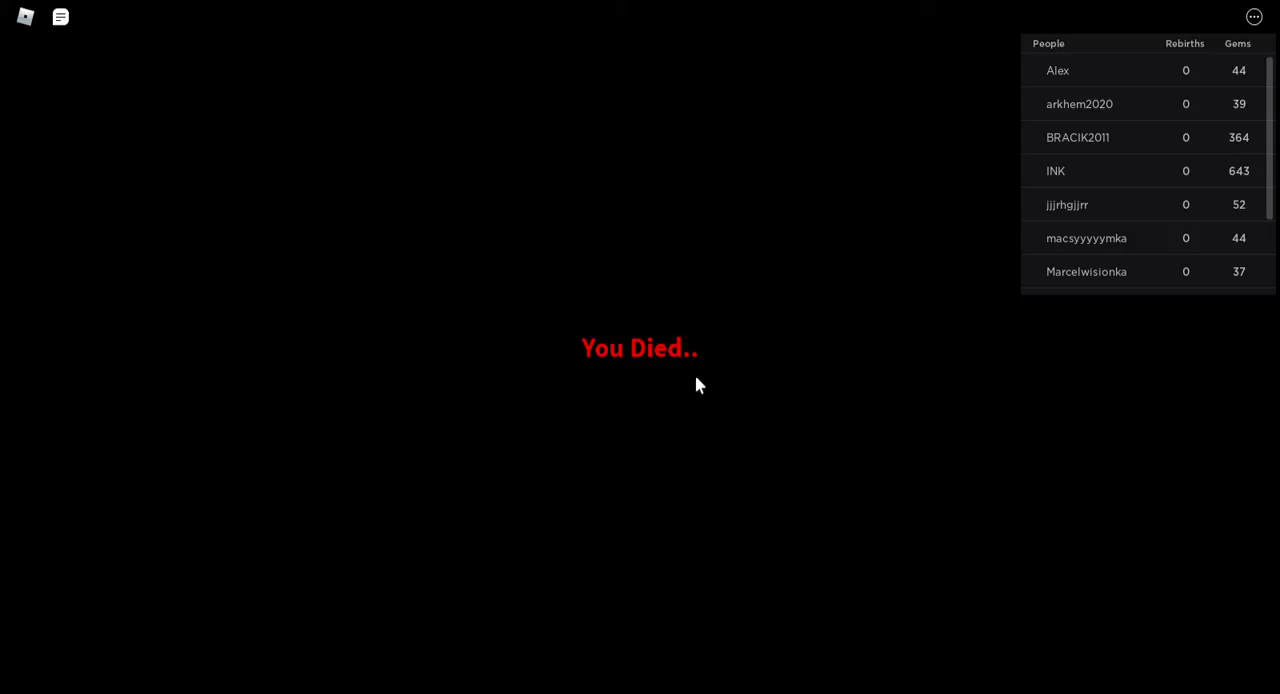 People Rebirths Gems
Alex 0 44
arkhem2020 0 39
BRACIK2011 0 364
INK 0 643
jjjrhgjjrr 0 52
macsyyyyymka 0 44
Marcelwisionka 0 37
You Died..